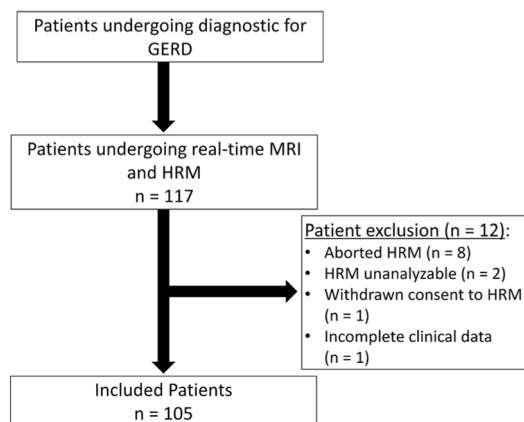 Patients undergoing diagnostic for
GERD
Patients undergoing real-time MRI
and HRM
n = 117
Patient exclusion (n = 12):
• Aborted HRM (n = 8)
• HRM unanalyzable (n = 2)
• Withdrawn consent to HRM
(n = 1)
• Incomplete clinical data
(n = 1)
Included Patients
n = 105